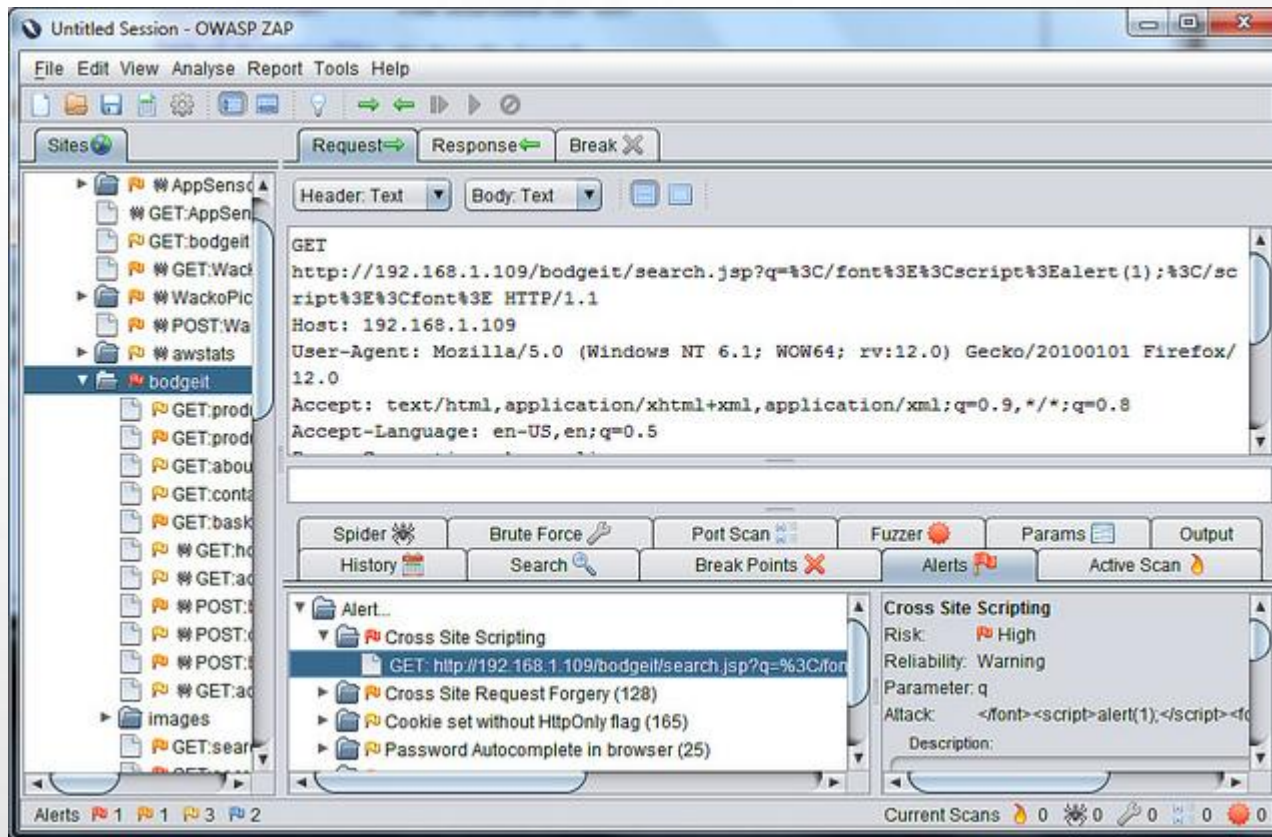 Untitled Session - OWASP ZAP
File Edit View Analyse Report Tools Help
Sites
AppSenso
GET:AppSen
GET:bodgeit
GET:Wack
WackoPic
POST:Wa
awstats
bodgeit
GET:prod
GET:prod
GET:abou
GET:conta
GET:bask
GET:ho
GET:ad
POST:
POST:
POST:
GET:ad
images
GET:sear
Request Response Break
Header: Text Body: Text
GET
http://192.168.1.109/bodgeit/search.jsp?q=%3C/font%3E%3Cscript%3Ealert(1);%3C/sc
ript%3E%3Cfont%3E HTTP/1.1
Host: 192.168.1.109
User-Agent: Mozilla/5.0 (Windows NT 6.1; WOW64; rv:12.0) Gecko/20100101 Firefox/
12.0
Accept: text/html,application/xhtml+xml,application/xml;q=0.9,*/*;q=0.8
Accept-Language: en-US,en;q=0.5
Spider Brute Force Port Scan Fuzzer Params Output
History Search Break Points Alerts Active Scan
Alert...
Cross Site Scripting
GET: http://192.168.1.109/bodgeit/search.jsp?q=%3C/fon
Cross Site Request Forgery (128)
Cookie set without HttpOnly flag (165)
Password Autocomplete in browser (25)
Cross Site Scripting
Risk: High
Reliability: Warning
Parameter: q
Attack: </font><script>alert(1);</script><fo
Description:
Alerts 1 1 3 2
Current Scans 0 0 0 0 0